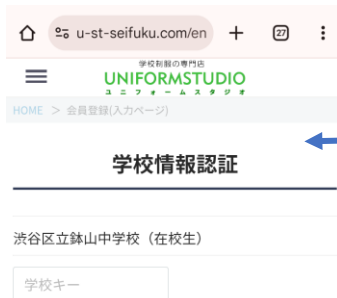 u-st-seifuku.com/en
27
学校制服の専門店
UNIFORMSTUDIO
ユニフォームスタジオ
HOME > 会員登録(入力ページ)
学校情報認証
渋谷区立鉢山中学校（在校生）
学校キー